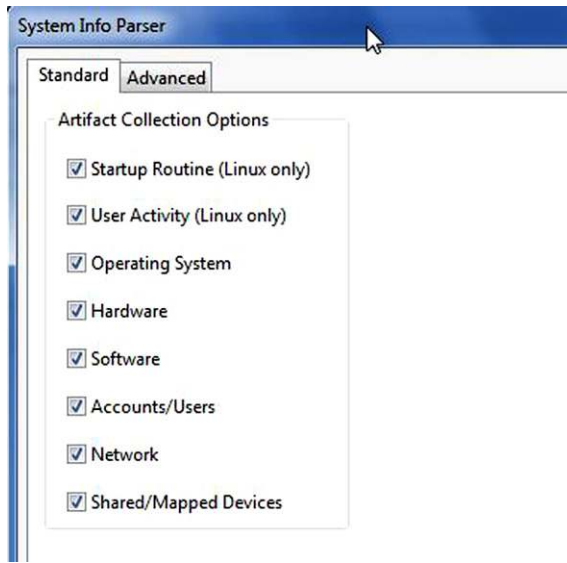 System Info Parser
Standard Advanced
Artifact Collection Options
Startup Routine (Linux only)
User Activity (Linux only)
Operating System
Hardware
Software
Accounts/Users
Network
Shared/Mapped Devices